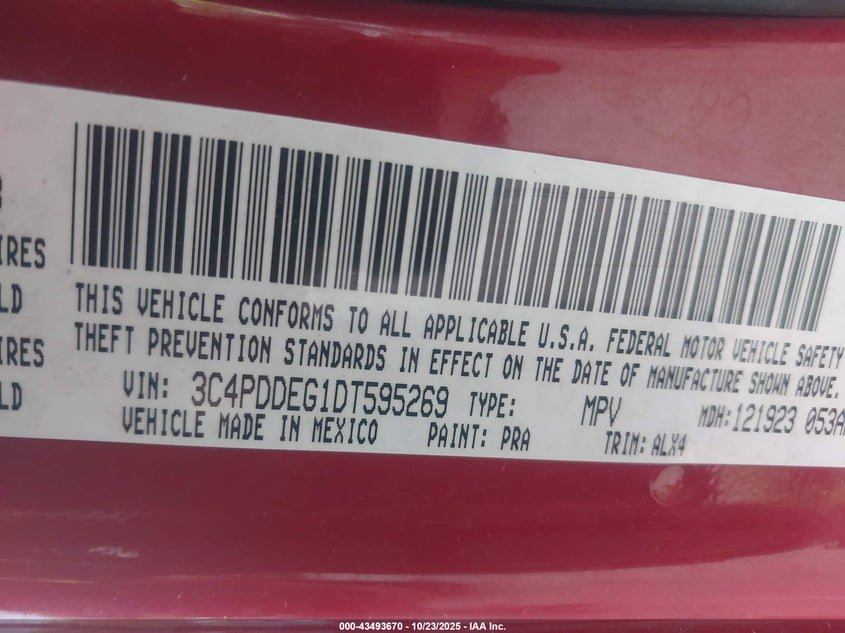 IRES
LD
IRES
LD
THIS VEHICLE CONFORMS TO ALL APPLICABLE U.S.A. FEDERAL MOTOR VEHICLE SAFETY
THEFT PREVENTION STANDARDS IN EFFECT ON THE DATE OF MANUFACTURE SHOWN ABOVE.
VIN: 3C4PDDEG1DT595269 TYPE: MPV MDH: 121923 053A
VEHICLE MADE IN MEXICO PAINT: PRA TRIM: ALX4
000-43493670 - 10/23/2025 - IAA Inc.